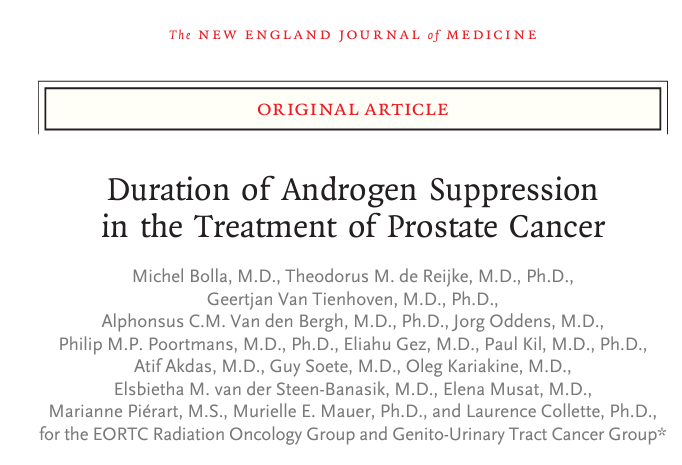 The NEW ENGLAND JOURNAL of MEDICINE
ORIGINAL ARTICLE
Duration of Androgen Suppression
in the Treatment of Prostate Cancer
Michel Bolla, M.D., Theodorus M. de Reijke, M.D., Ph.D.,
Geertjan Van Tienhoven, M.D., Ph.D.,
Alphonsus C.M. Van den Bergh, M.D., Ph.D., Jorg Oddens, M.D.,
Philip M.P. Poortmans, M.D., Ph.D., Eliahu Gez, M.D., Paul Kil, M.D., Ph.D.,
Atif Akdas, M.D., Guy Soete, M.D., Oleg Kariakine, M.D.,
Elsbietha M. van der Steen-Banasik, M.D., Elena Musat, M.D.,
Marianne Piérart, M.S., Murielle E. Mauer, Ph.D., and Laurence Collette, Ph.D.,
for the EORTC Radiation Oncology Group and Genito-Urinary Tract Cancer Group*